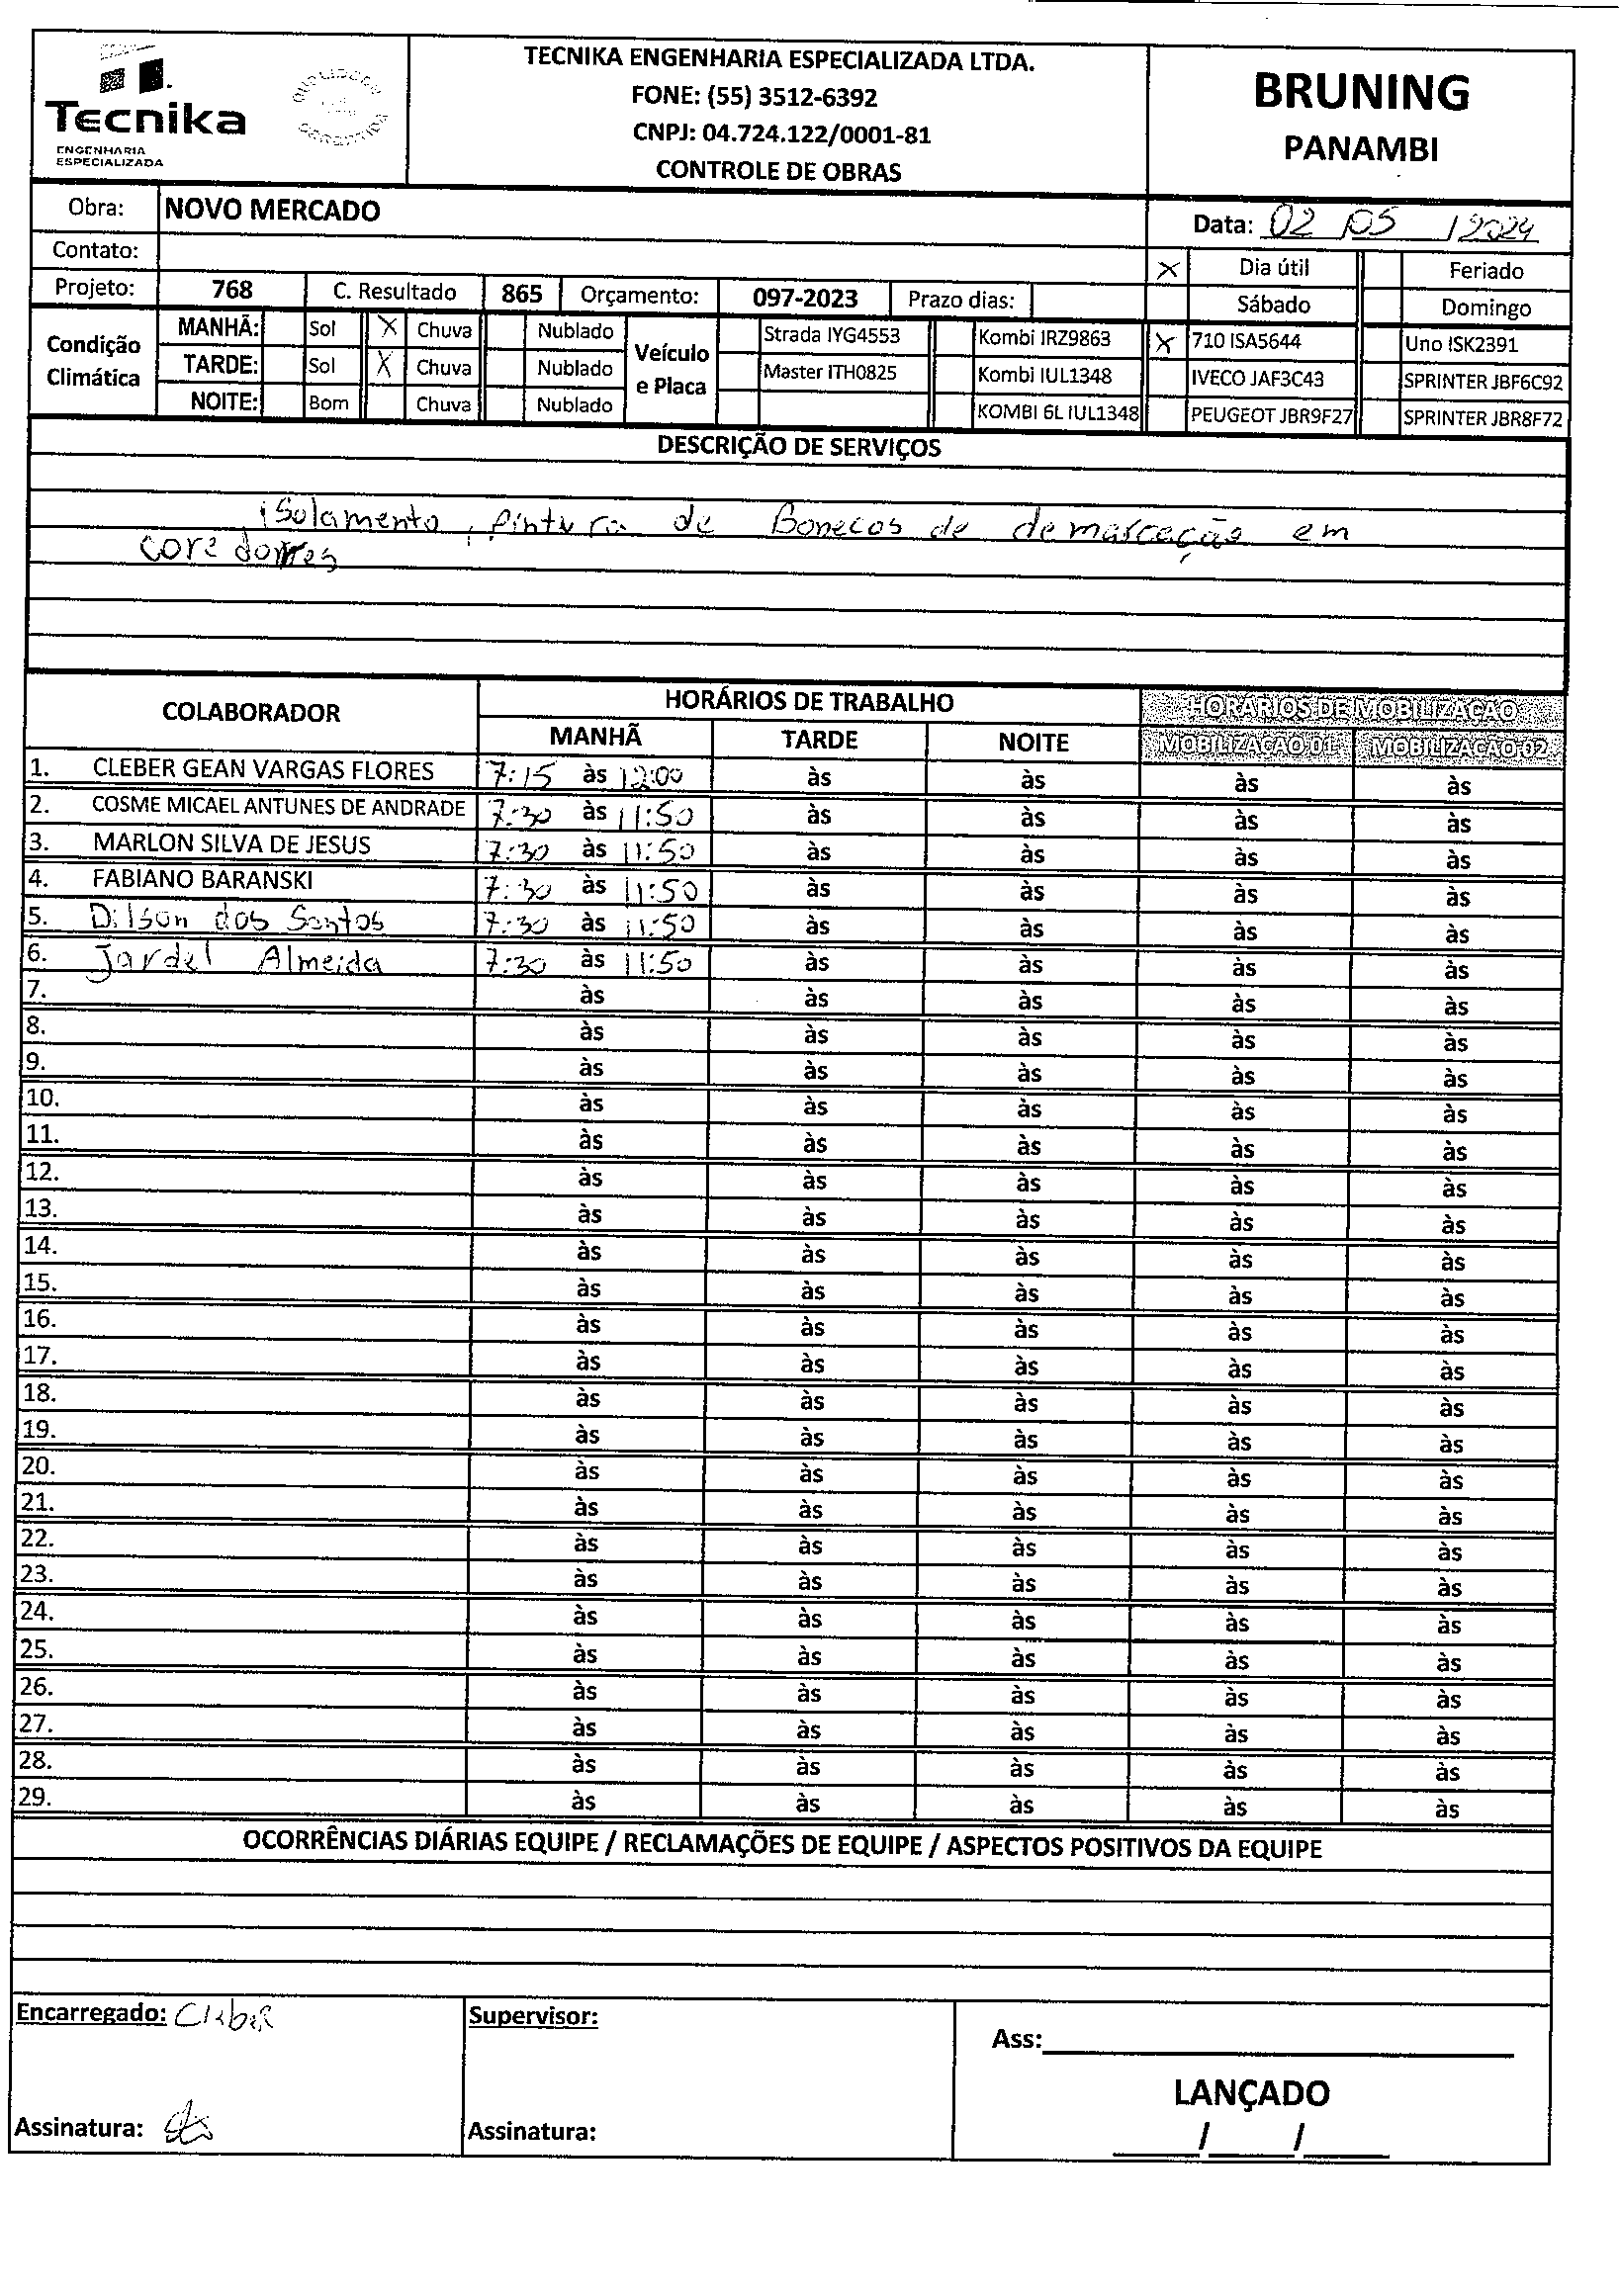 Tecnika
ENGENHARIA
ESPECIALIZADA
TECNIKA ENGENHARIA ESPECIALIZADA LTDA.
FONE: (55) 3512-6392
CNPJ: 04.724.122/0001-81
CONTROLE DE OBRAS
BRUNING
PANAMBI
Obra: NOVO MERCADO
Data: 02/05/2024
Contato:
X Dia útil Feriado
Projeto: 768 C. Resultado 865 Orçamento: 097-2023 Prazo dias:
Sábado Domingo
Condição Climática
MANHÃ: Sol X Chuva Nublado
TARDE: Sol X Chuva Nublado
NOITE: Bom Chuva Nublado
Veículo e Placa
Strada IYG4553 Kombi IRZ9863 X 710 ISA5644 Uno ISK2391
Master ITH0825 Kombi IUL1348 IVECO JAF3C43 SPRINTER JBF6C92
KOMBI 6L IUL1348 PEUGEOT JBR9F27 SPRINTER JBR8F72
DESCRIÇÃO DE SERVIÇOS
isolamento, pintura de Bonecos de demarcação em
COLABORADOR HORÁRIOS DE TRABALHO HORÁRIOS DE MOBILIZAÇÃO
MANHÃ TARDE NOITE MOBILIZAÇÃO 01 MOBILIZAÇÃO 02
1. CLEBER GEAN VARGAS FLORES 7:15 às 12:00 às às às às
2. COSME MICAEL ANTUNES DE ANDRADE 7:30 às 11:50 às às às às
3. MARLON SILVA DE JESUS 7:30 às 11:50 às às às às
4. FABIANO BARANSKI 7:30 às 11:50 às às às às
5. Dilson dos Santos 7:30 às 11:50 às às às às
6. Jardel Almeida 7:30 às 11:50 às às às às
7. às às às às às
8. às às às às às
9. às às às às às
10. às às às às às
11. às às às às às
12. às às às às às
13. às às às às às
14. às às às às às
15. às às às às às
16. às às às às às
17. às às às às às
18. às às às às às
19. às às às às às
20. às às às às às
21. às às às às às
22. às às às às às
23. às às às às às
24. às às às às às
25. às às às às às
26. às às às às às
27. às às às às às
28. às às às às às
29. às às às às às
OCORRÊNCIAS DIÁRIAS EQUIPE / RECLAMAÇÕES DE EQUIPE / ASPECTOS POSITIVOS DA EQUIPE
Encarregado: Cleber
Supervisor:
Ass:
LANÇADO
Assinatura:
Assinatura:
/ /